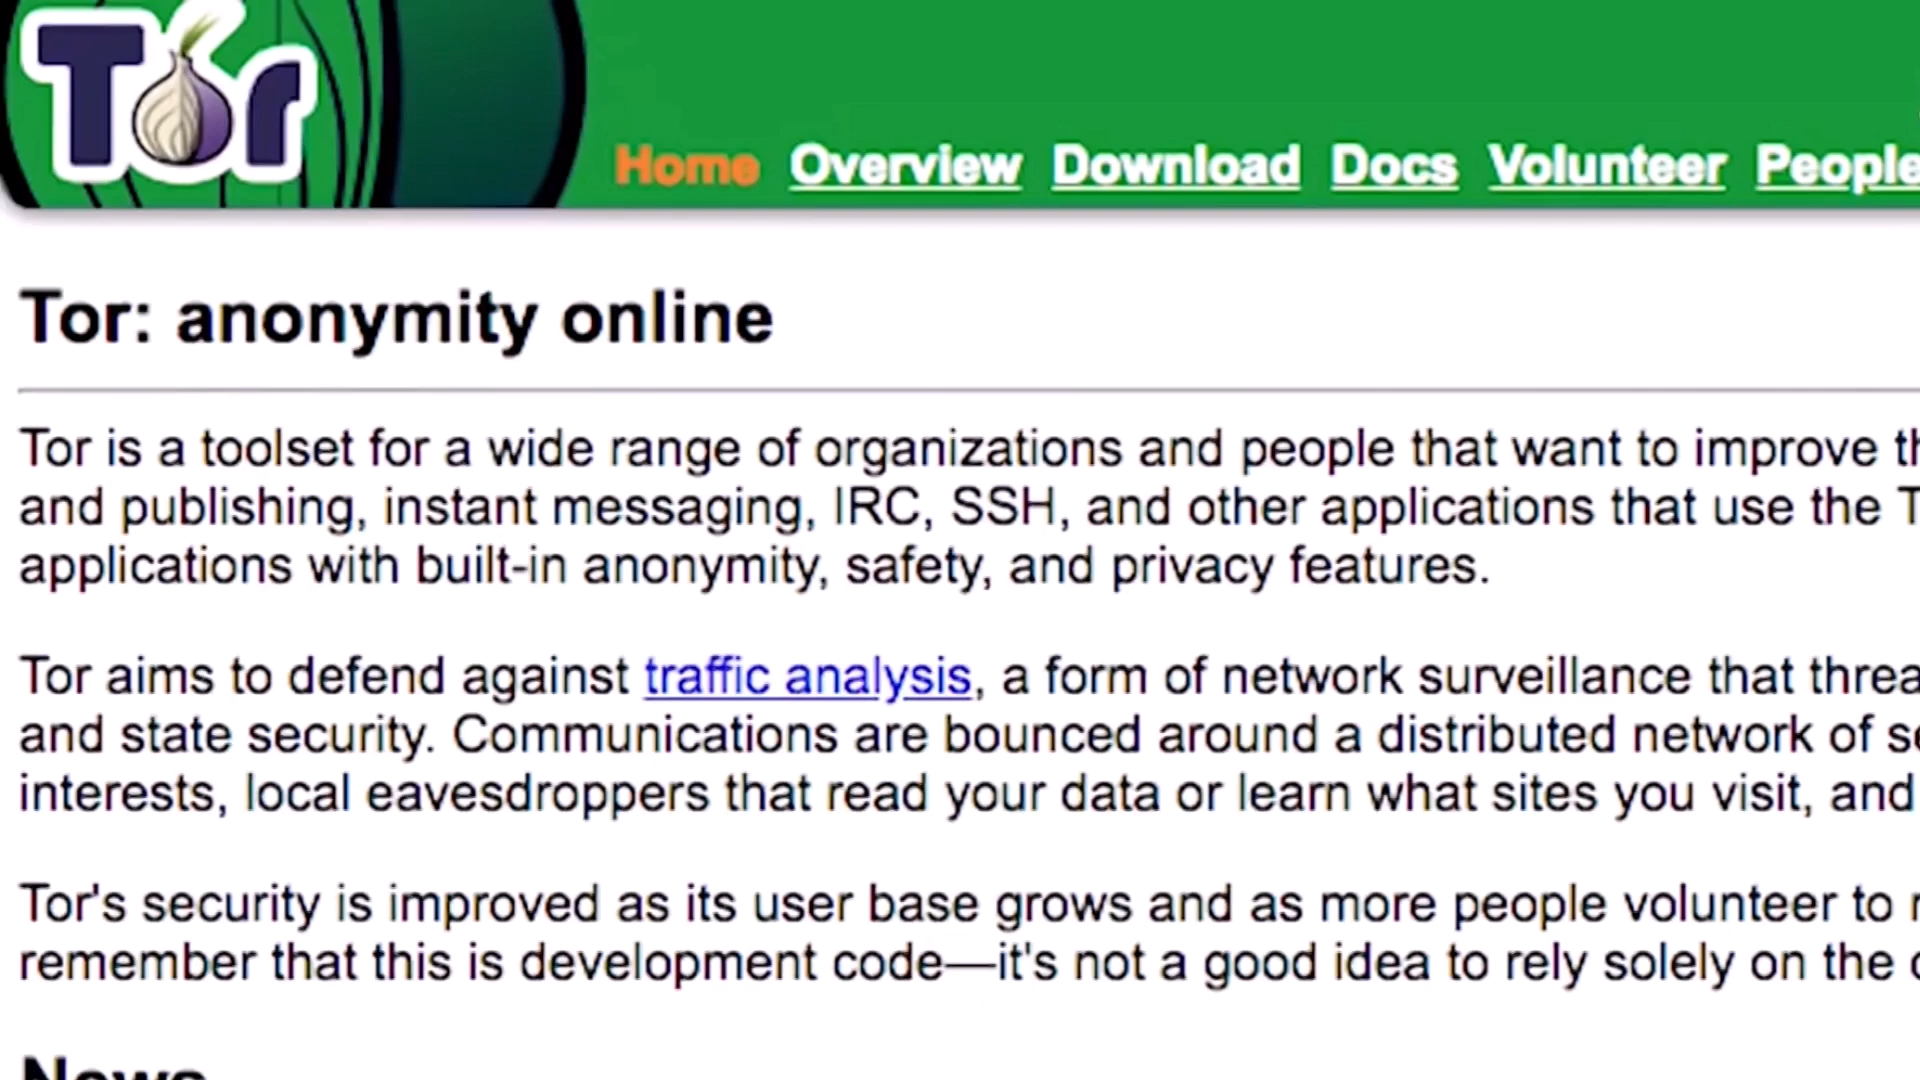 Tor
Home Overview Download Docs Volunteer People
Tor: anonymity online
Tor is a toolset for a wide range of organizations and people that want to improve
and publishing, instant messaging, IRC, SSH, and other applications that use the
applications with built-in anonymity, safety, and privacy features.
Tor aims to defend against traffic analysis, a form of network surveillance that
and state security. Communications are bounced around a distributed network of
interests, local eavesdroppers that read your data or learn what sites you visit, and
Tor's security is improved as its user base grows and as more people volunteer to
remember that this is development code—it's not a good idea to rely solely on the
News